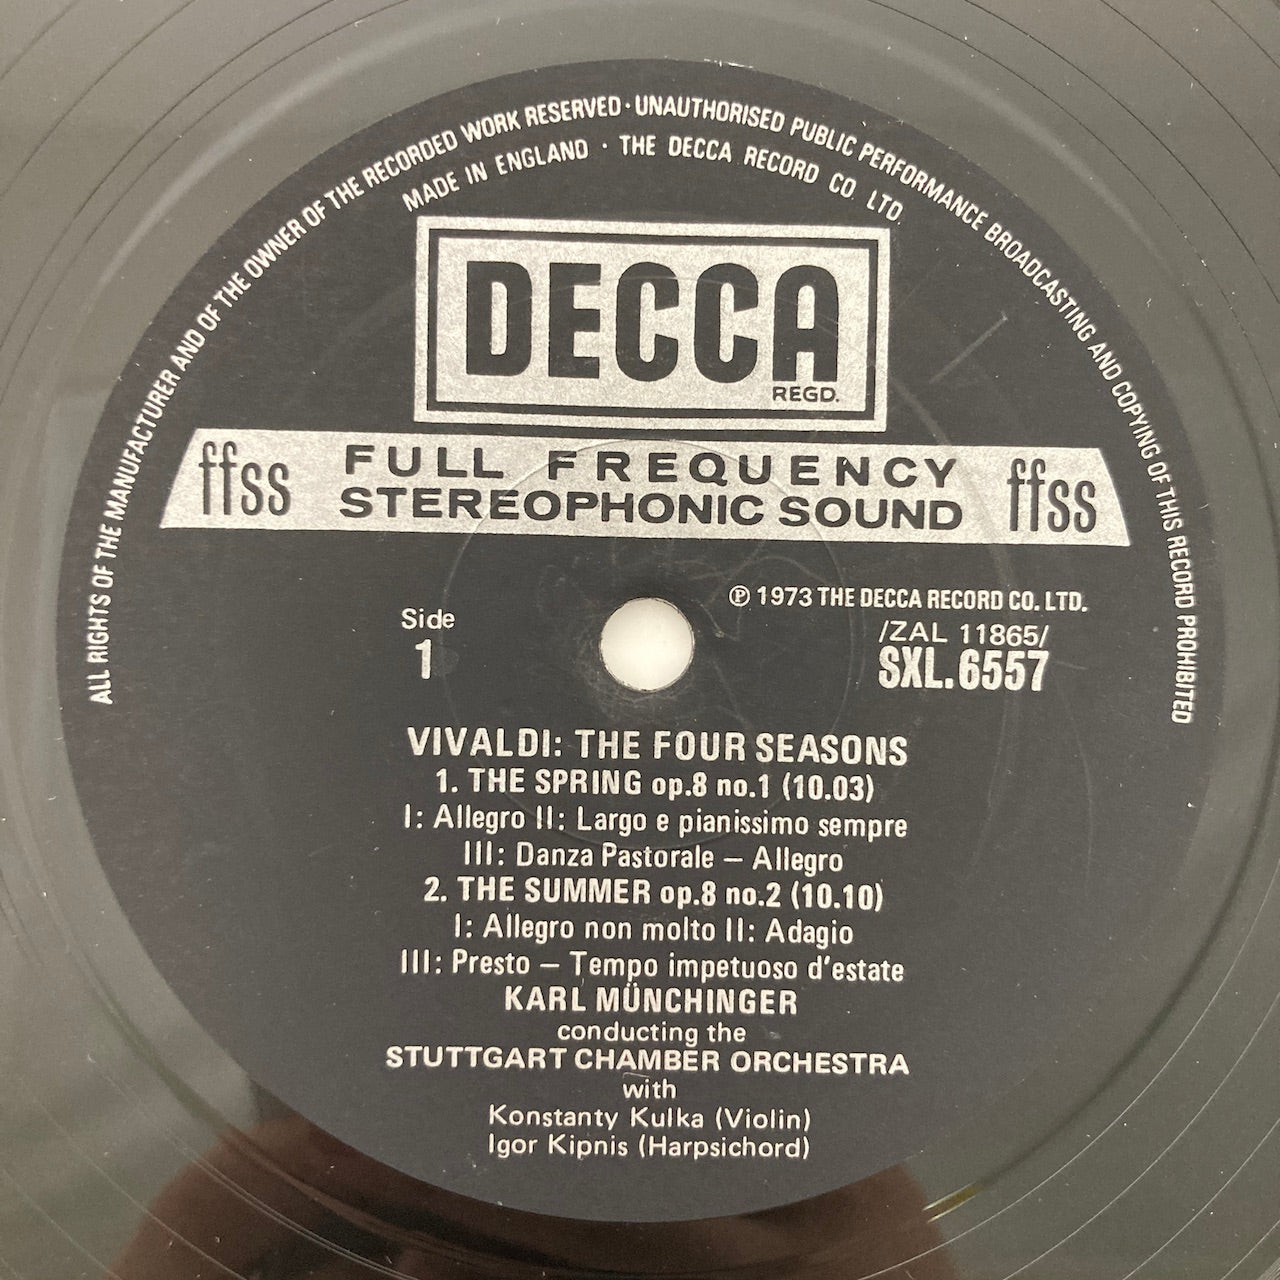 ALL RIGHTS OF THE MANUFACTURER AND OF THE OWNER OF THE RECORDED WORK RESERVED · UNAUTHORISED PUBLIC PERFORMANCE BROADCASTING AND COPYING OF THIS RECORD PROHIBITED
MADE IN ENGLAND · THE DECCA RECORD CO. LTD.
DECCA
REGD.
ffss FULL FREQUENCY STEREOPHONIC SOUND ffss
℗ 1973 THE DECCA RECORD CO. LTD.
Side
1
/ZAL 11865/
SXL.6557
VIVALDI: THE FOUR SEASONS
1. THE SPRING op.8 no.1 (10.03)
I: Allegro II: Largo e pianissimo sempre
III: Danza Pastorale – Allegro
2. THE SUMMER op.8 no.2 (10.10)
I: Allegro non molto II: Adagio
III: Presto – Tempo impetuoso d'estate
KARL MÜNCHINGER
conducting the
STUTTGART CHAMBER ORCHESTRA
with
Konstanty Kulka (Violin)
Igor Kipnis (Harpsichord)